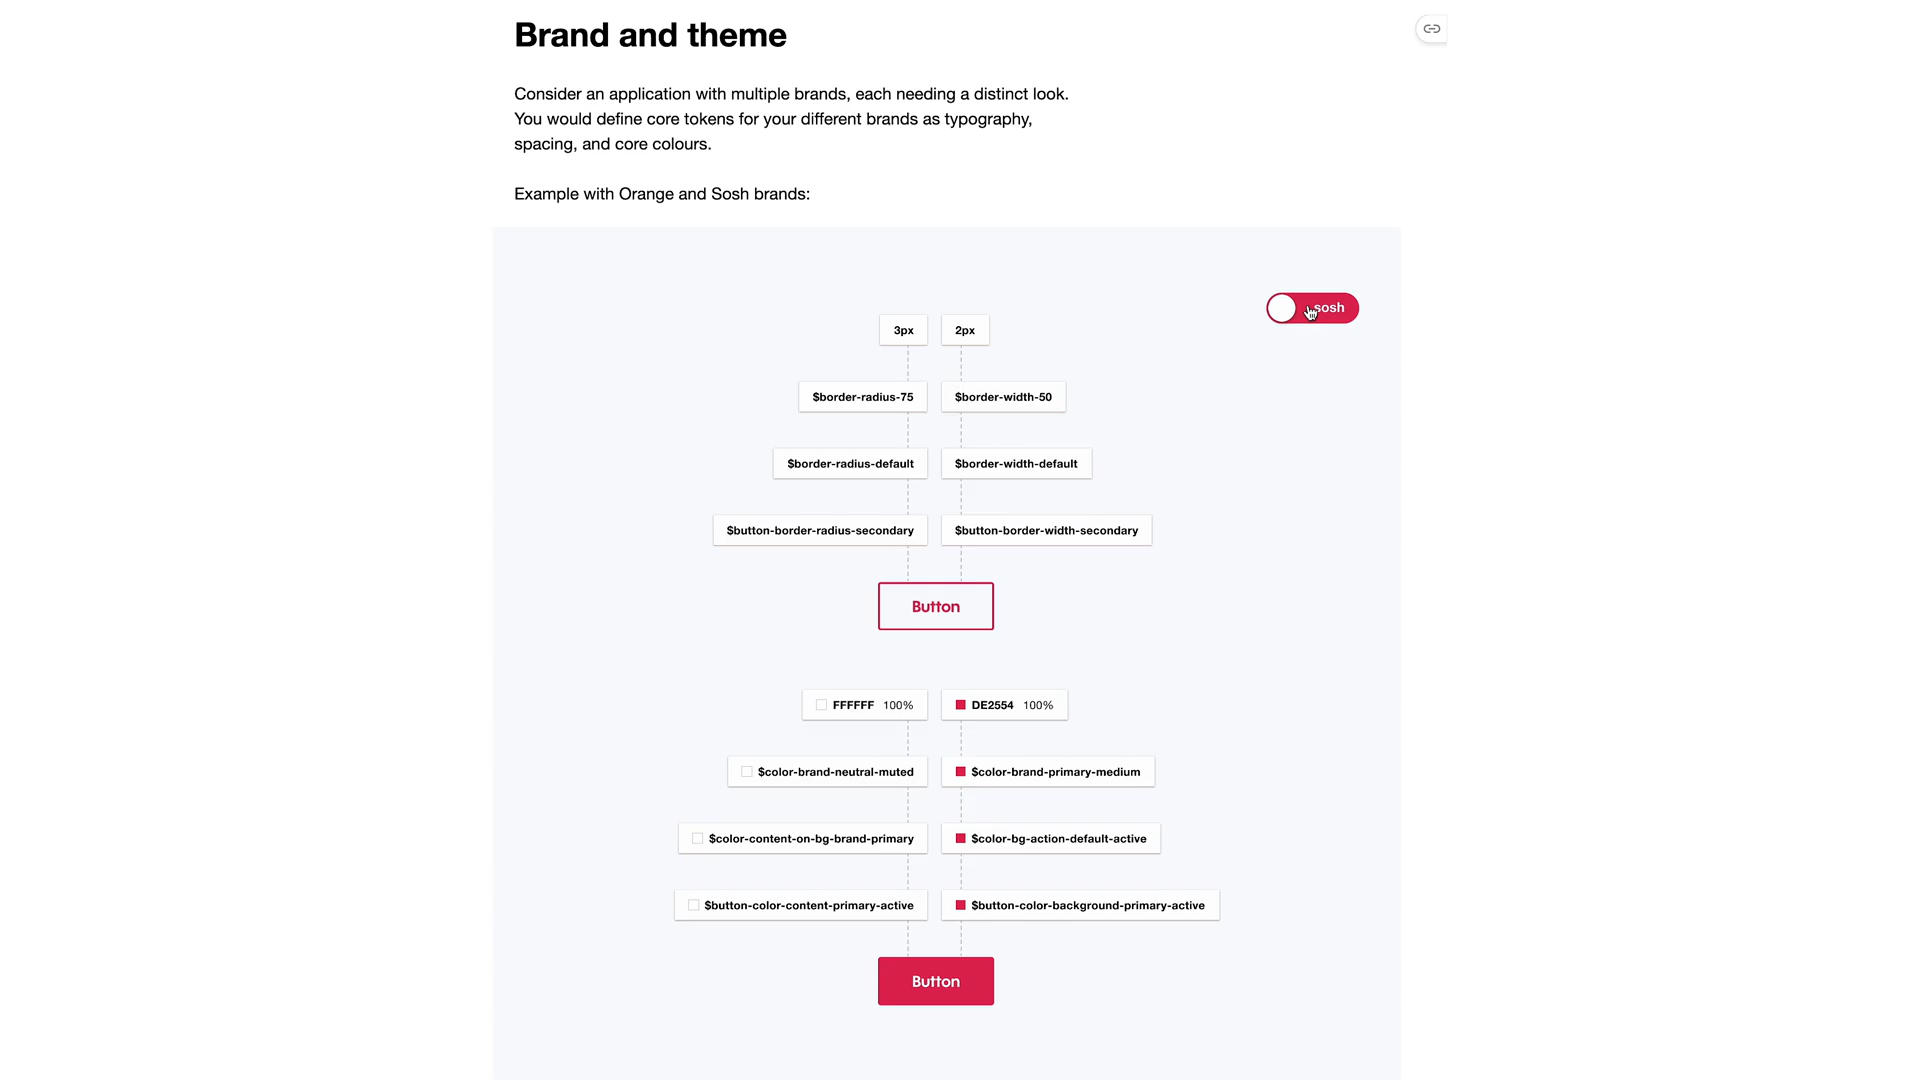 Brand and theme
Consider an application with multiple brands, each needing a distinct look.
You would define core tokens for your different brands as typography,
spacing, and core colours.
Example with Orange and Sosh brands:
sosh
3px
2px
$border-radius-75
$border-width-50
$border-radius-default
$border-width-default
$button-border-radius-secondary
$button-border-width-secondary
Button
FFFFFF 100%
DE2554 100%
$color-brand-neutral-muted
$color-brand-primary-medium
$color-content-on-bg-brand-primary
$color-bg-action-default-active
$button-color-content-primary-active
$button-color-background-primary-active
Button